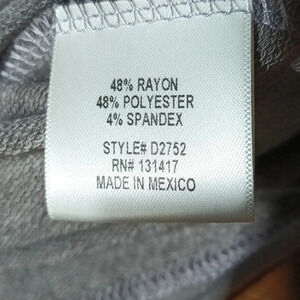 48% RAYON
48% POLYESTER
4% SPANDEX
STYLE# D2752
RN# 131417
MADE IN MEXICO